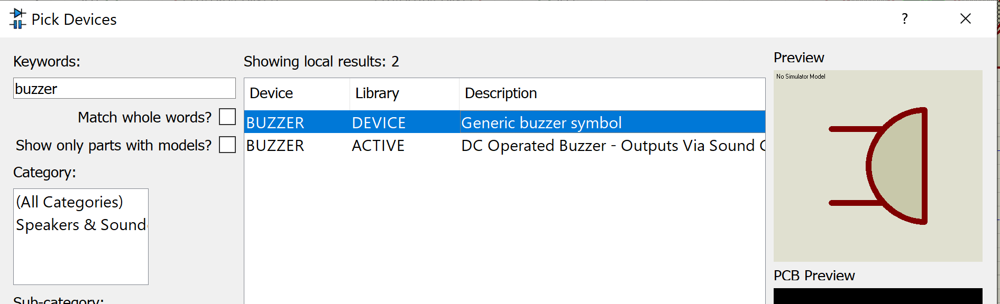 Pick Devices
?
Keywords:
buzzer
Match whole words?
Show only parts with models?
Category:
(All Categories)
Speakers & Sound
Sub-category:
Showing local results: 2
Device Library Description
BUZZER DEVICE Generic buzzer symbol
BUZZER ACTIVE DC Operated Buzzer - Outputs Via Sound
Preview
No Simulator Model
PCB Preview